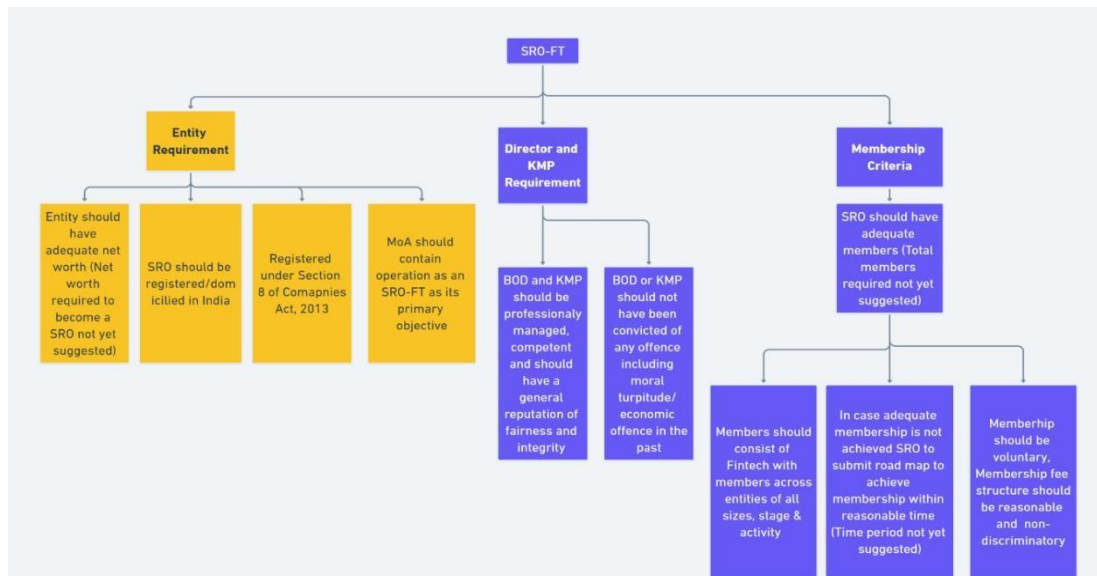 SRO-FT
Entity
Requirement
Entity should
have
adequate net
worth (Net
worth
required to
become a
SRO not yet
suggested)
SRO should be
registered/dom
icilied in India
Registered
under Section
8 of Comapnies
Act, 2013
MoA should
contain
operation as an
SRO-FT as its
primary
objective
Director and
KMP
Requirement
BOD and KMP
should be
professionaly
managed,
competent
and should
have a
general
reputation of
fairness and
integrity
BOD or KMP
should not
have been
convicted of
any offence
including
moral
turpitude/
economic
offence in the
past
Membership
Criteria
SRO should have
adequate
members (Total
members
required not yet
suggested)
Members should
consist of
Fintech with
members across
entities of all
sizes, stage &
activity
In case adequate
membership is not
achieved SRO to
submit road map to
achieve
membership within
reasonable time
(Time period not yet
suggested)
Memberhip
should be
voluntary,
Membership fee
structure should
be reasonable
and non-
discriminatory